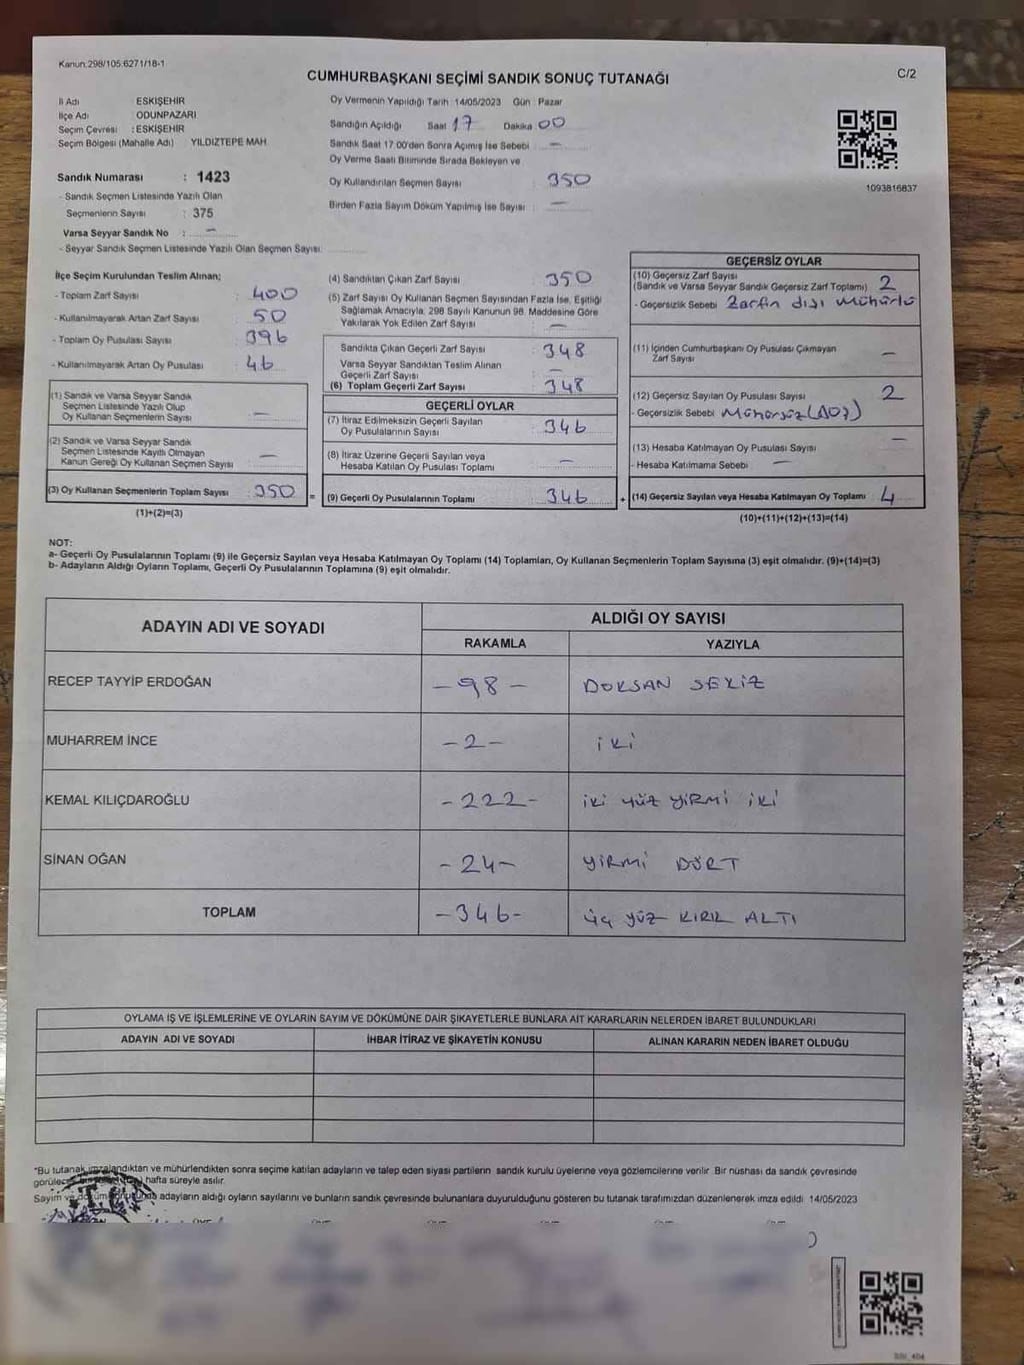 Kanun:298/105.6271/18-1
C/2
CUMHURBAŞKANI SEÇİMİ SANDIK SONUÇ TUTANAĞI
İl Adı : ESKİŞEHİR
İlçe Adı : ODUNPAZARI
Seçim Çevresi : ESKİŞEHİR
Seçim Bölgesi (Mahalle Adı) YILDIZTEPE MAH
Sandık Numarası : 1423
- Sandık Seçmen Listesinde Yazılı Olan
Seçmenlerin Sayısı : 375
Varsa Seyyar Sandık No : -
- Seyyar Sandık Seçmen Listesinde Yazılı Olan Seçmen Sayısı:
Oy Vermenin Yapıldığı Tarih :14/05/2023 Gün : Pazar
Sandığın Açıldığı Saat 17 Dakika 00
Sandık Saat 17.00'den Sonra Açımış İse Sebebi : -
Oy Verme Saati Bitiminde Sırada Bekleyen ve
Oy Kullandırılan Seçmen Sayısı : 350
Birden Fazla Sayım Döküm Yapılmış İse Sayısı : -
1093816837
İlçe Seçim Kurulundan Teslim Alınan;
- Toplam Zarf Sayısı : 400
- Kullanılmayarak Artan Zarf Sayısı : 50
- Toplam Oy Pusulası Sayısı : 396
- Kullanılmayarak Artan Oy Pusulası : 46
(1) Sandık ve Varsa Seyyar Sandık
Seçmen Listesinde Yazılı Olup
Oy Kullanan Seçmenlerin Sayısı : -
(2) Sandık ve Varsa Seyyar Sandık
Seçmen Listesinde Kayıtlı Olmayan
Kanun Gereği Oy Kullanan Seçmen Sayısı : -
(3) Oy Kullanan Seçmenlerin Toplam Sayısı : 350
(1)+(2)=(3)
(4) Sandıktan Çıkan Zarf Sayısı : 350
(5) Zarf Sayısı Oy Kullanan Seçmen Sayısından Fazla İse, Eşitliği
Sağlamak Amacıyla, 298 Sayılı Kanunun 98. Maddesine Göre
Yakılarak Yok Edilen Zarf Sayısı : -
Sandıkta Çıkan Geçerli Zarf Sayısı : 348
Varsa Seyyar Sandıktan Teslim Alınan
Geçerli Zarf Sayısı : -
(6) Toplam Geçerli Zarf Sayısı : 348
GEÇERLİ OYLAR
(7) İtiraz Edilmeksizin Geçerli Sayılan
Oy Pusulalarının Sayısı : 346
(8) İtiraz Üzerine Geçerli Sayılan veya
Hesaba Katılan Oy Pusulası Toplamı : -
= (9) Geçerli Oy Pusulalarının Toplamı : 346
GEÇERSİZ OYLAR
(10) Geçersiz Zarf Sayısı
(Sandık ve Varsa Seyyar Sandık Geçersiz Zarf Toplamı) 2
- Geçersizlik Sebebi : Zarfın dışı mühürlü
(11) İçinden Cumhurbaşkanı Oy Pusulası Çıkmayan
Zarf Sayısı -
(12) Geçersiz Sayılan Oy Pusulası Sayısı 2
- Geçersizlik Sebebi Mühürsüz
(13) Hesaba Katılmayan Oy Pusulası Sayısı -
- Hesaba Katılmama Sebebi -
+ (14) Geçersiz Sayılan veya Hesaba Katılmayan Oy Toplamı : 4
(10)+(11)+(12)+(13)=(14)
NOT:
a- Geçerli Oy Pusulalarının Toplamı (9) ile Geçersiz Sayılan veya Hesaba Katılmayan Oy Toplamı (14) Toplamları, Oy Kullanan Seçmenlerin Toplam Sayısına (3) eşit olmalıdır. (9)+(14)=(3)
b- Adayların Aldığı Oyların Toplamı, Geçerli Oy Pusulalarının Toplamına (9) eşit olmalıdır.
ADAYIN ADI VE SOYADI
ALDIĞI OY SAYISI
RAKAMLA YAZIYLA
RECEP TAYYİP ERDOĞAN - 98 - DOKSAN SEKİZ
MUHARREM İNCE - 2 - İKİ
KEMAL KILIÇDAROĞLU - 222 - İKİ YÜZ YİRMİ İKİ
SİNAN OĞAN - 24 - YİRMİ DÖRT
TOPLAM - 346 - ÜÇ YÜZ KIRK ALTI
OYLAMA İŞ VE İŞLEMLERİNE VE OYLARIN SAYIM VE DÖKÜMÜNE DAİR ŞİKAYETLERLE BUNLARA AİT KARARLARIN NELERDEN İBARET BULUNDUKLARI
ADAYIN ADI VE SOYADI İHBAR İTİRAZ VE ŞİKAYETİN KONUSU ALINAN KARARIN NEDEN İBARET OLDUĞU
*Bu tutanak imzalandıktan ve mühürlendikten sonra seçime katılan adayların ve talep eden siyasi partilerin sandık kurulu üyelerine veya gözlemcilerine verilir. Bir nüshası da sandık çevresinde
hafta süreyle asılır.
Sayım ve adayların aldığı oyların sayılarını ve bunların sandık çevresinde bulunanlara duyurulduğunu gösteren bu tutanak tarafımızdan düzenlenerek imza edildi 14/05/2023